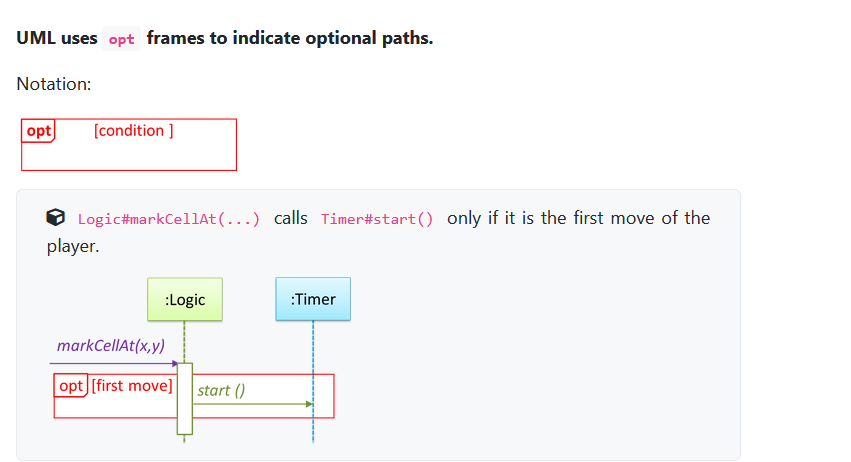 UML uses opt frames to indicate optional paths.
Notation:
opt [condition ]
Logic#markCellAt(...) calls Timer#start() only if it is the first move of the
player.
:Logic :Timer
markCellAt(x,y)
opt [first move] start ()